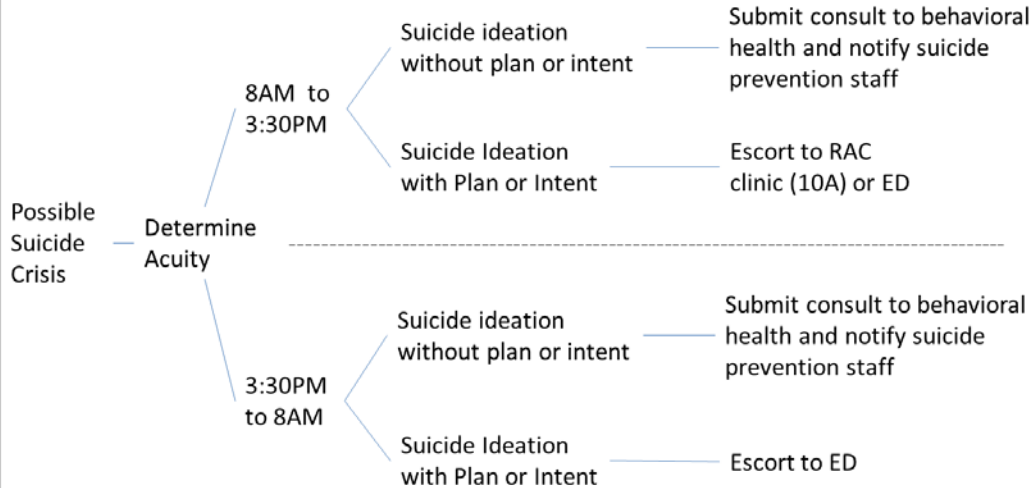 Possible
Suicide
Crisis
Determine
Acuity
8AM to
3:30PM
Suicide ideation
without plan or intent
Submit consult to behavioral
health and notify suicide
prevention staff
Suicide Ideation
with Plan or Intent
Escort to RAC
clinic (10A) or ED
3:30PM
to 8AM
Suicide ideation
without plan or intent
Submit consult to behavioral
health and notify suicide
prevention staff
Suicide Ideation
with Plan or Intent
Escort to ED